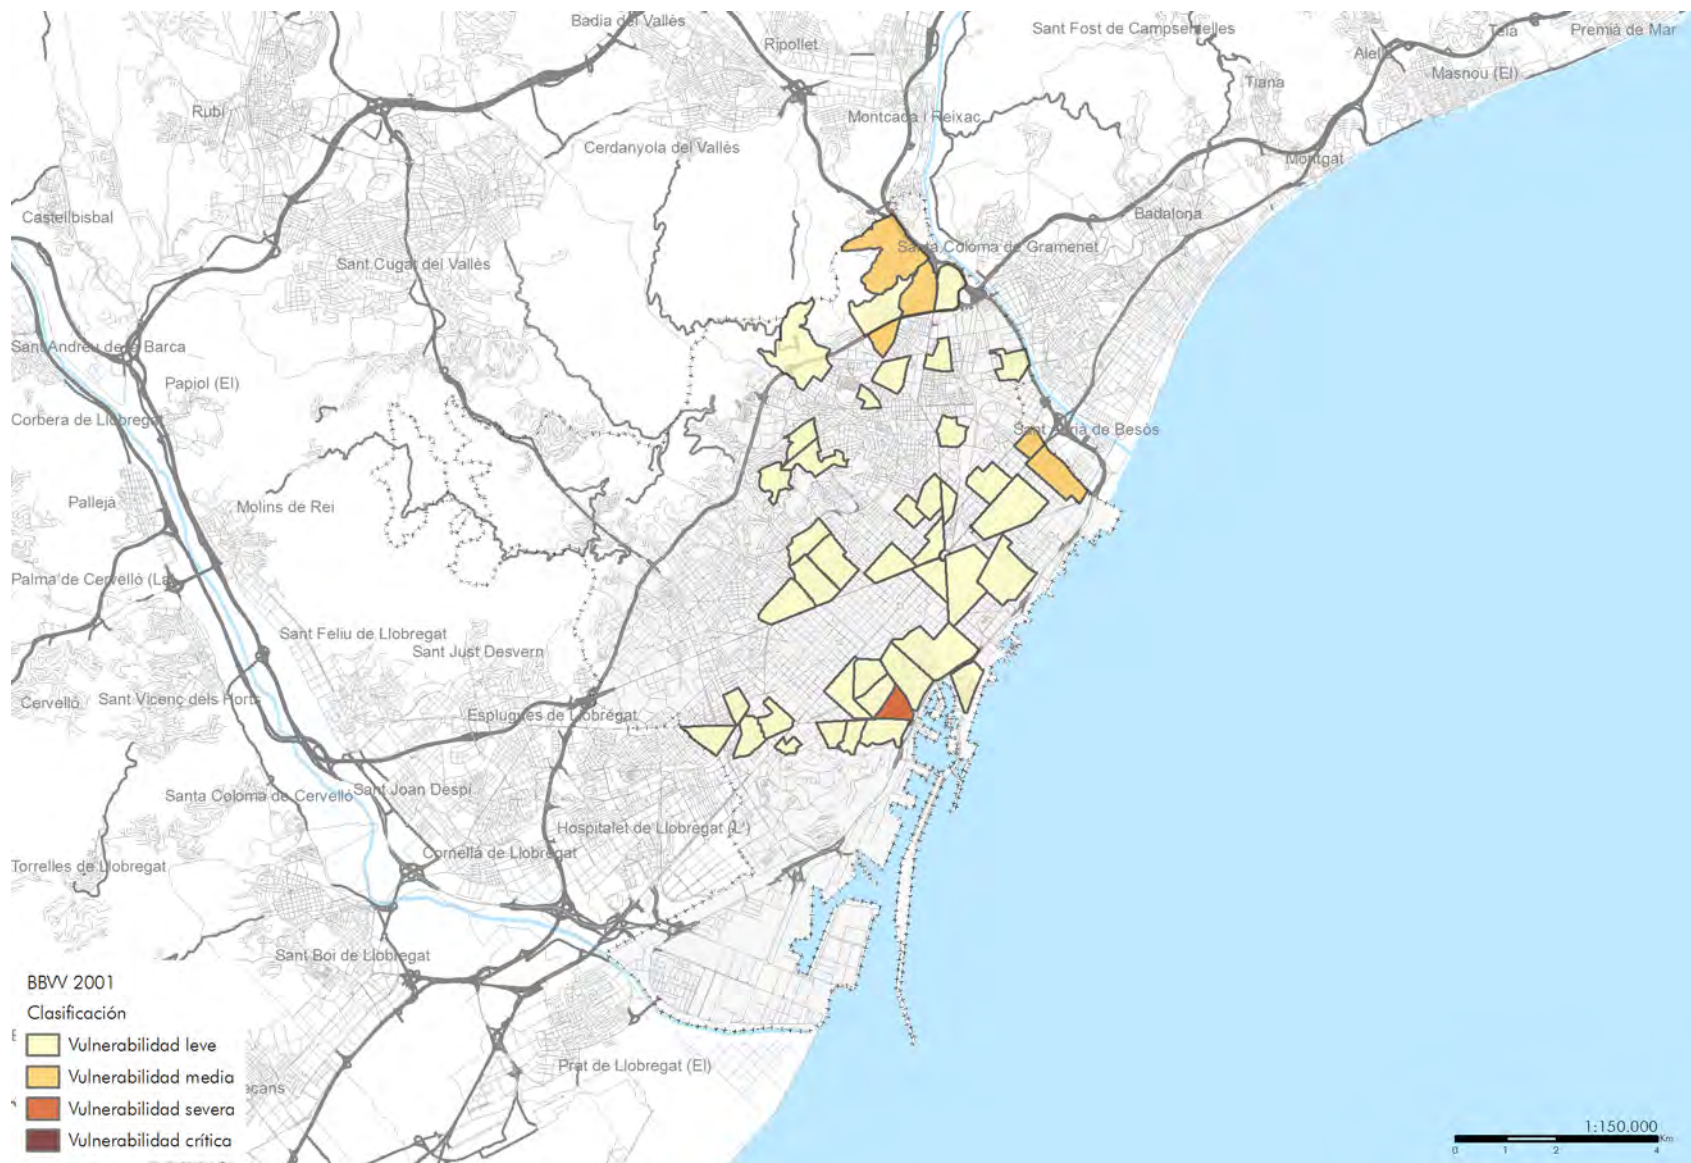 Badia del Vallès
Sant Fost de Campsentelles
Teià
Premià de Mar
Ripollet
Alella
Masnou (El)
Tiana
Rubí
Montcada i Reixac
Cerdanyola del Vallès
Montgat
Castellbisbal
Badalona
Santa Coloma de Gramenet
Sant Cugat del Vallès
Sant Andreu de la Barca
Papiol (El)
Corbera de Llobregat
Sant Adrià de Besòs
Pallejà
Molins de Rei
Palma de Cervelló (La)
Sant Feliu de Llobregat
Sant Just Desvern
Cervelló
Sant Vicenç dels Horts
Esplugues de Llobregat
Santa Coloma de Cervelló
Sant Joan Despí
Hospitalet de Llobregat (L')
Cornellà de Llobregat
Torrelles de Llobregat
Sant Boi de Llobregat
Prat de Llobregat (El)
BBVV 2001
Clasificación
Vulnerabilidad leve
Vulnerabilidad media
Vulnerabilidad severa
ecans
Vulnerabilidad crítica
1:150.000
Km
0 1 2 4